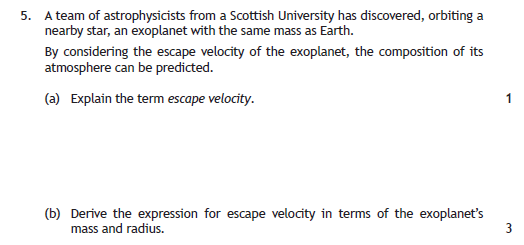 5. A team of astrophysicists from a Scottish University has discovered, orbiting a
nearby star, an exoplanet with the same mass as Earth.
By considering the escape velocity of the exoplanet, the composition of its
atmosphere can be predicted.
(a) Explain the term escape velocity. 1
(b) Derive the expression for escape velocity in terms of the exoplanet's
mass and radius. 3